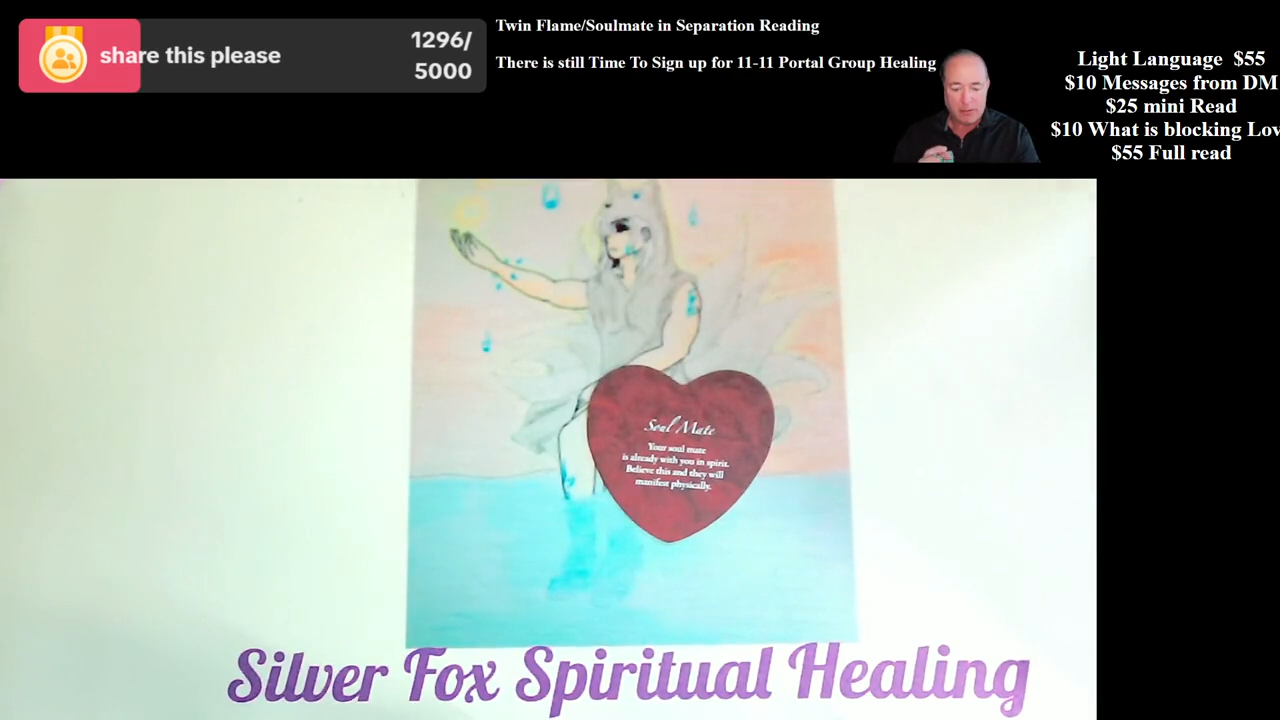 share this please
1296/
5000
Twin Flame/Soulmate in Separation Reading
There is still Time To Sign up for 11-11 Portal Group Healing
Light Language $55
$10 Messages from DM
$25 mini Read
$10 What is blocking Lov
$55 Full read
Soul Mate
Your soul mate
is already with you in spirit.
Believe this and they will
manifest physically.
Silver Fox Spiritual Healing